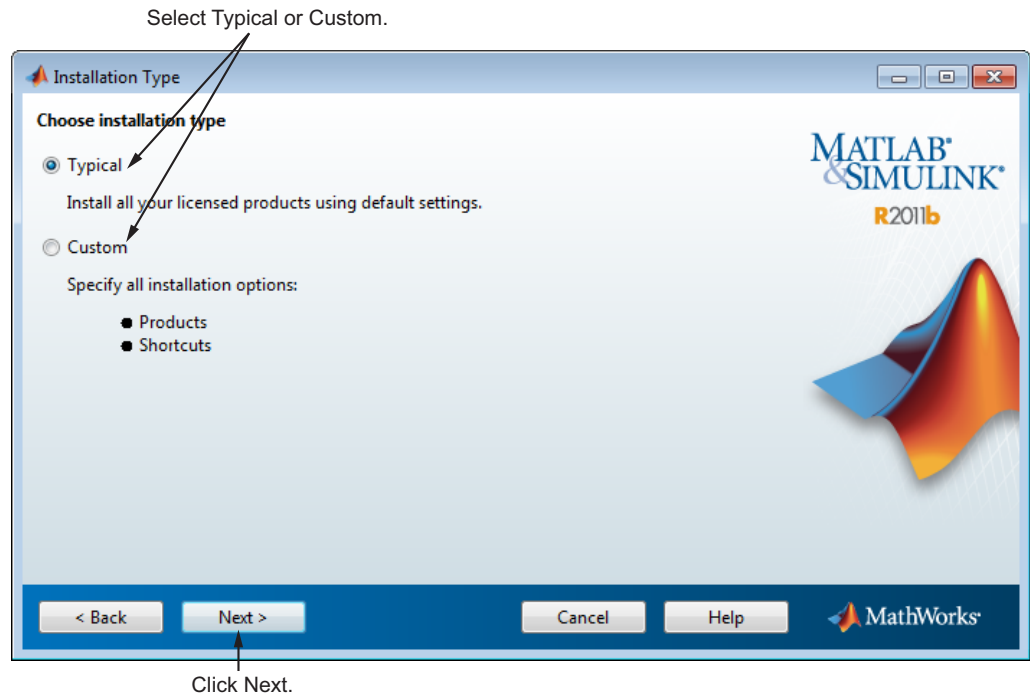 Select Typical or Custom.
Installation Type
Choose installation type
Typical
Install all your licensed products using default settings.
Custom
Specify all installation options:
● Products
● Shortcuts
MATLAB®
&SIMULINK®
R2011b
< Back
Next >
Cancel
Help
MathWorks®
Click Next.